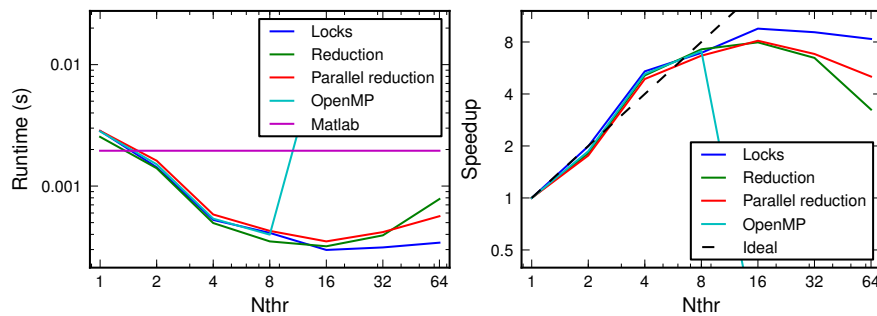 Runtime (s)
0.01
0.001
1
2
4
8
16
32
64
Nthr
Locks
Reduction
Parallel reduction
OpenMP
Matlab
Speedup
8
4
2
1
0.5
1
2
4
8
16
32
64
Nthr
Locks
Reduction
Parallel reduction
OpenMP
Ideal